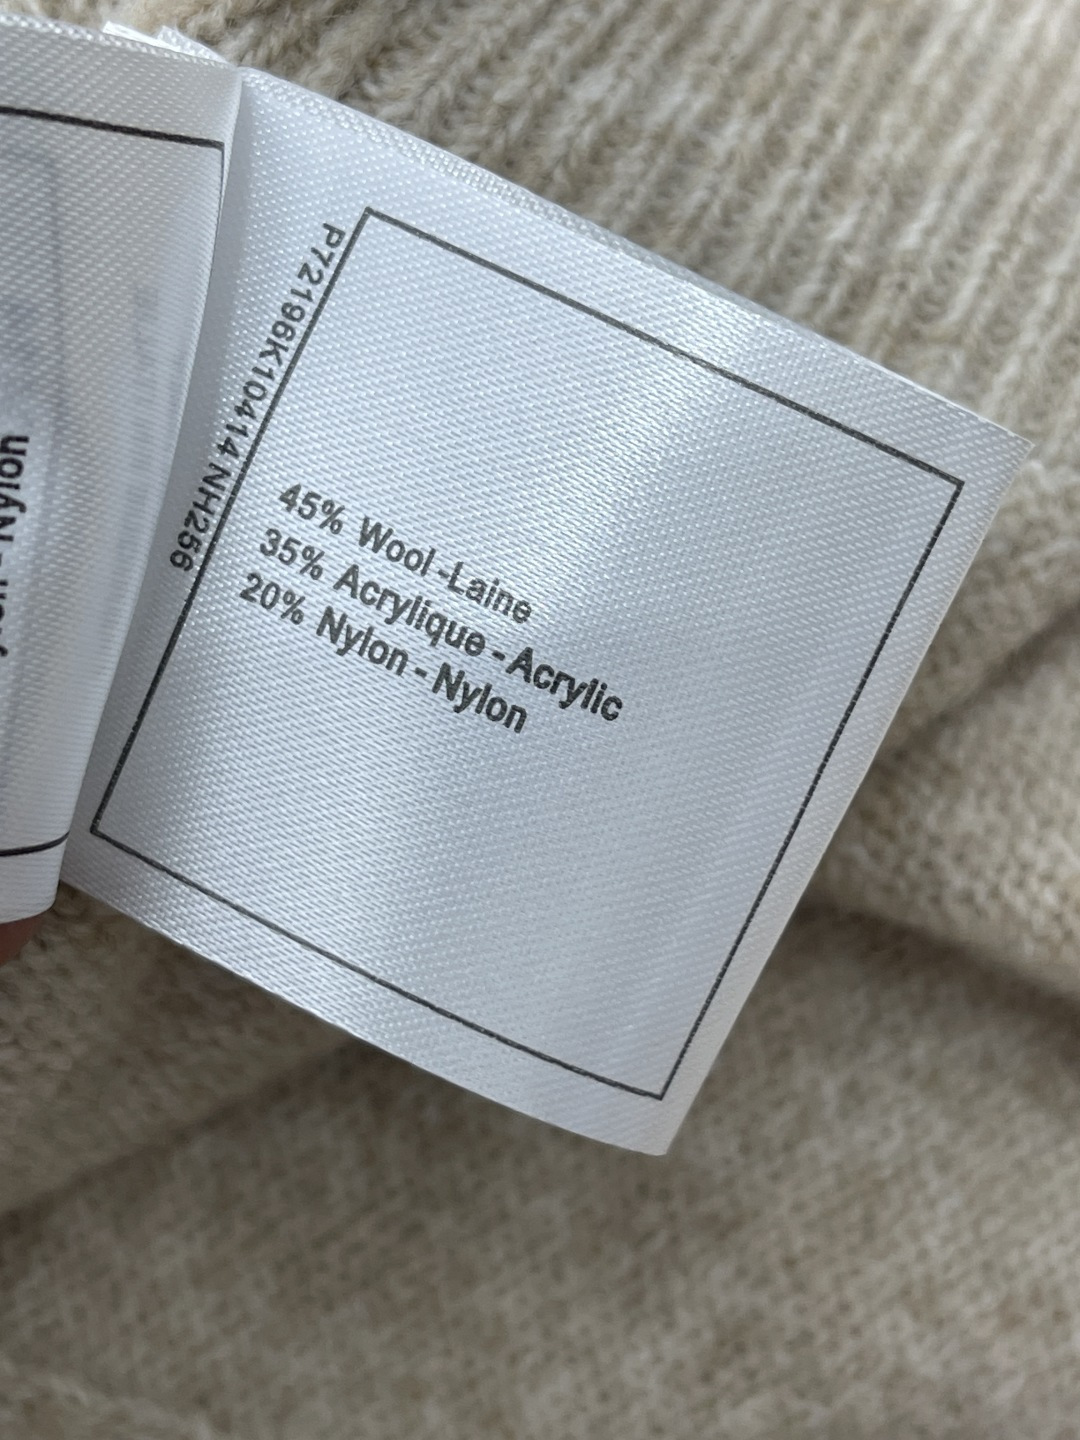 P72196K10414 NH256
45% Wool-Laine
35% Acrylique-Acrylic
20% Nylon-Nylon